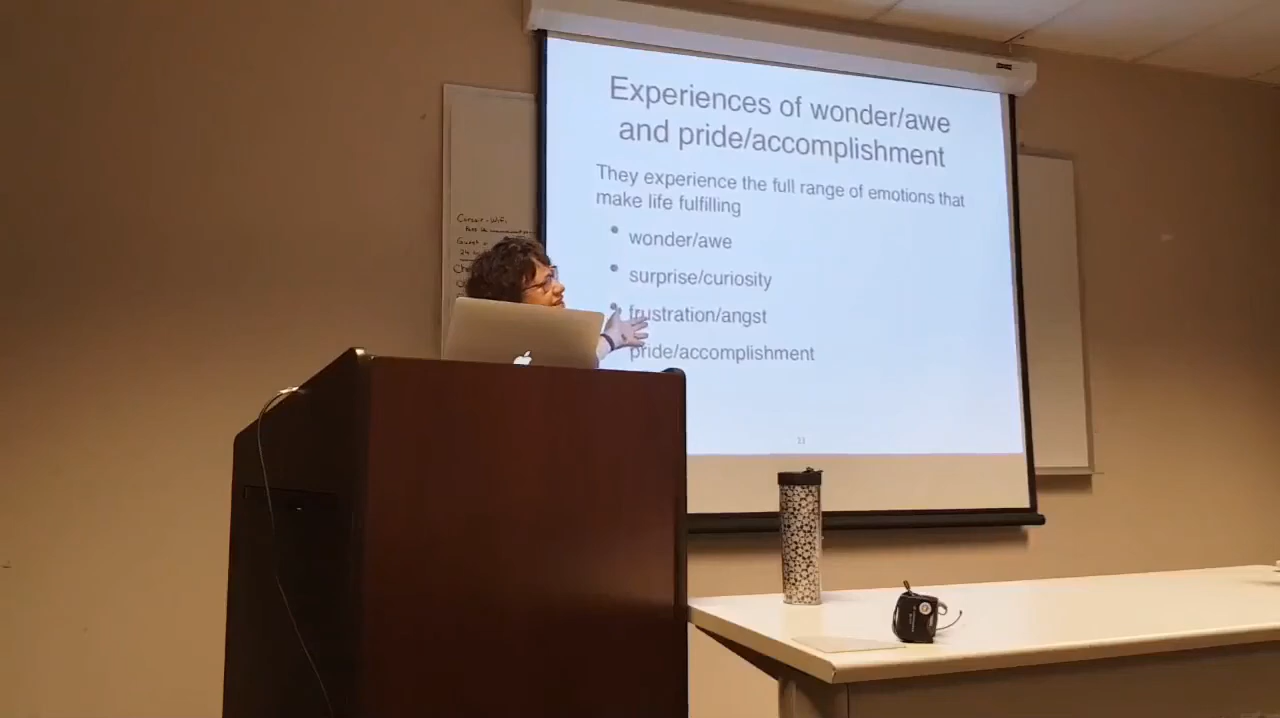 Experiences of wonder/awe
and pride/accomplishment
They experience the full range of emotions that
make life fulfilling
wonder/awe
surprise/curiosity
frustration/angst
pride/accomplishment
Guest